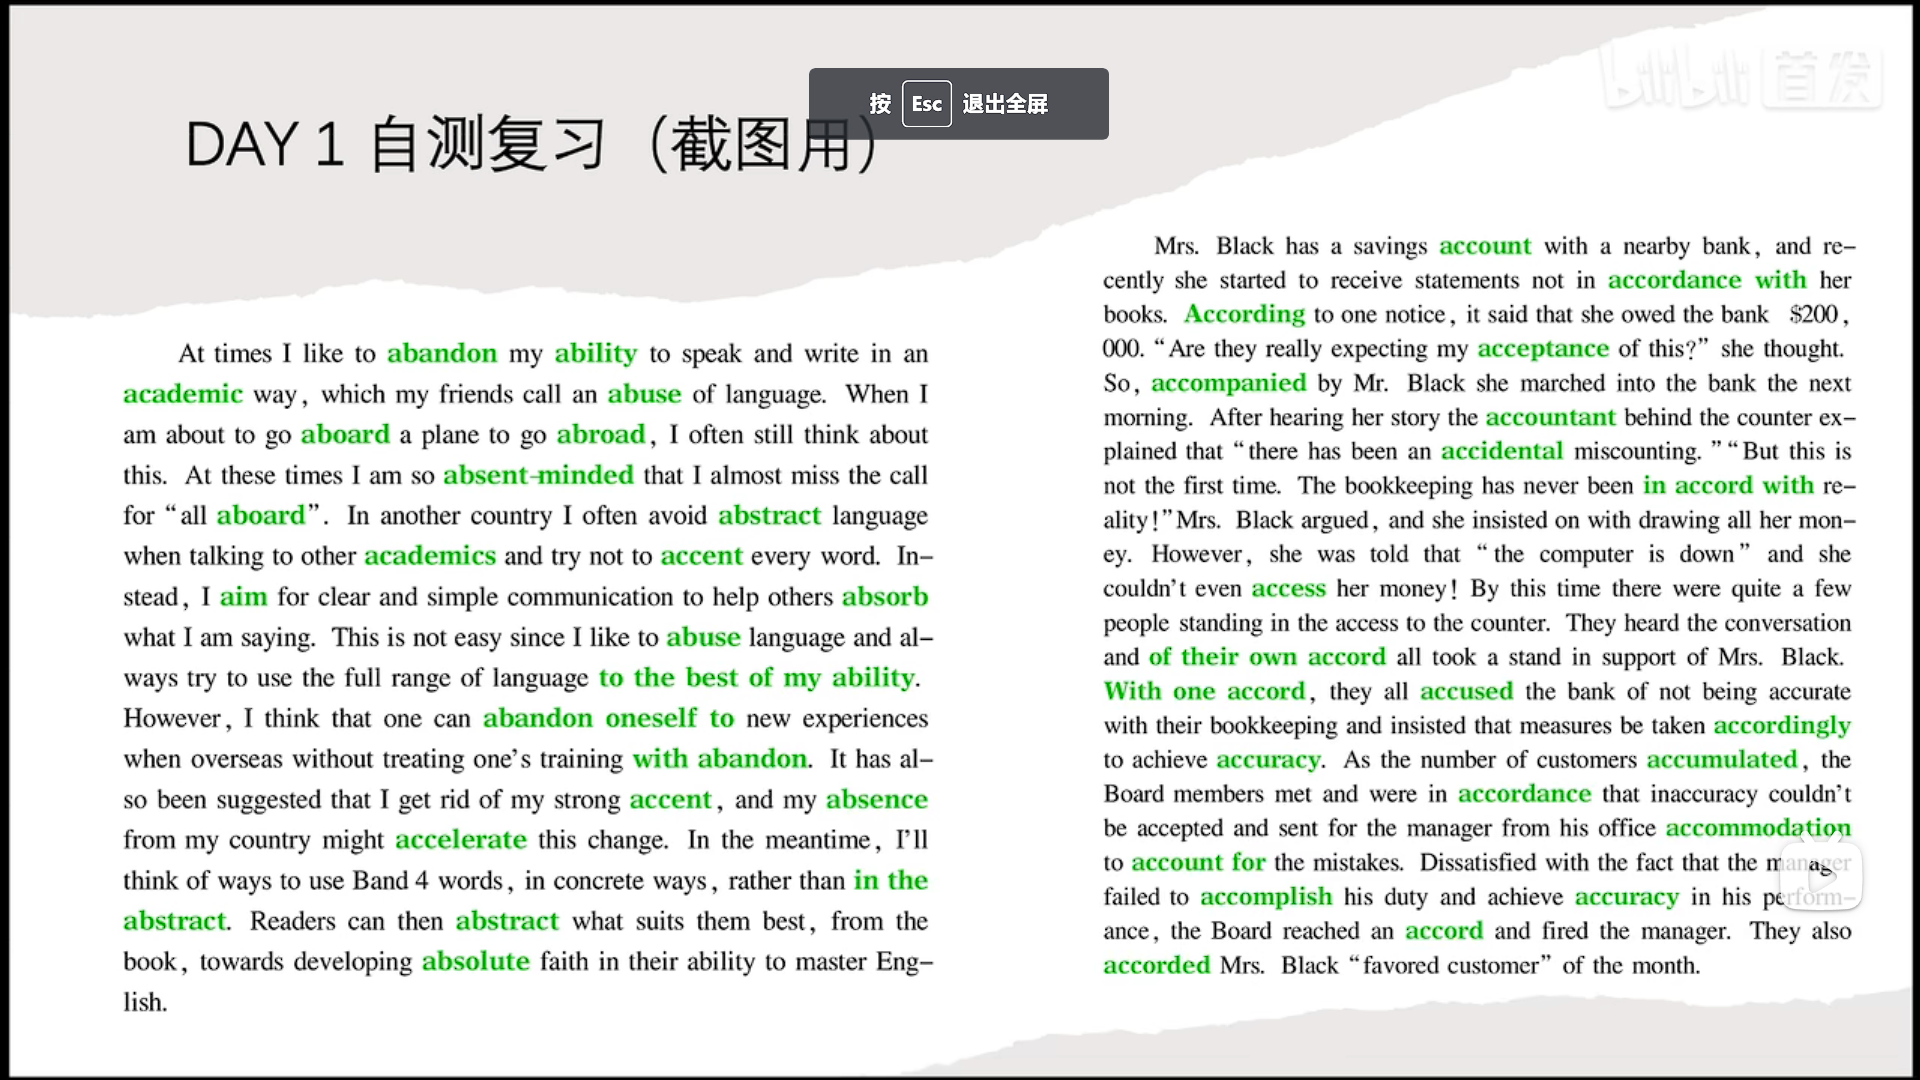 bilibili 首发
按 Esc 退出全屏
DAY 1 自测复习（截图用）
At times I like to abandon my ability to speak and write in an
academic way, which my friends call an abuse of language. When I
am about to go aboard a plane to go abroad, I often still think about
this. At these times I am so absent-minded that I almost miss the call
for “all aboard”. In another country I often avoid abstract language
when talking to other academics and try not to accent every word. In-
stead, I aim for clear and simple communication to help others absorb
what I am saying. This is not easy since I like to abuse language and al-
ways try to use the full range of language to the best of my ability.
However, I think that one can abandon oneself to new experiences
when overseas without treating one’s training with abandon. It has al-
so been suggested that I get rid of my strong accent, and my absence
from my country might accelerate this change. In the meantime, I’ll
think of ways to use Band 4 words, in concrete ways, rather than in the
abstract. Readers can then abstract what suits them best, from the
book, towards developing absolute faith in their ability to master Eng-
lish.
Mrs. Black has a savings account with a nearby bank, and re-
cently she started to receive statements not in accordance with her
books. According to one notice, it said that she owed the bank $200,
000. “Are they really expecting my acceptance of this?” she thought.
So, accompanied by Mr. Black she marched into the bank the next
morning. After hearing her story the accountant behind the counter ex-
plained that “there has been an accidental miscounting. ” “But this is
not the first time. The bookkeeping has never been in accord with re-
ality!” Mrs. Black argued, and she insisted on with drawing all her mon-
ey. However, she was told that “the computer is down” and she
couldn’t even access her money! By this time there were quite a few
people standing in the access to the counter. They heard the conversation
and of their own accord all took a stand in support of Mrs. Black.
With one accord, they all accused the bank of not being accurate
with their bookkeeping and insisted that measures be taken accordingly
to achieve accuracy. As the number of customers accumulated, the
Board members met and were in accordance that inaccuracy couldn’t
be accepted and sent for the manager from his office accommodation
to account for the mistakes. Dissatisfied with the fact that the manager
failed to accomplish his duty and achieve accuracy in his perform-
ance, the Board reached an accord and fired the manager. They also
accorded Mrs. Black “favored customer” of the month.